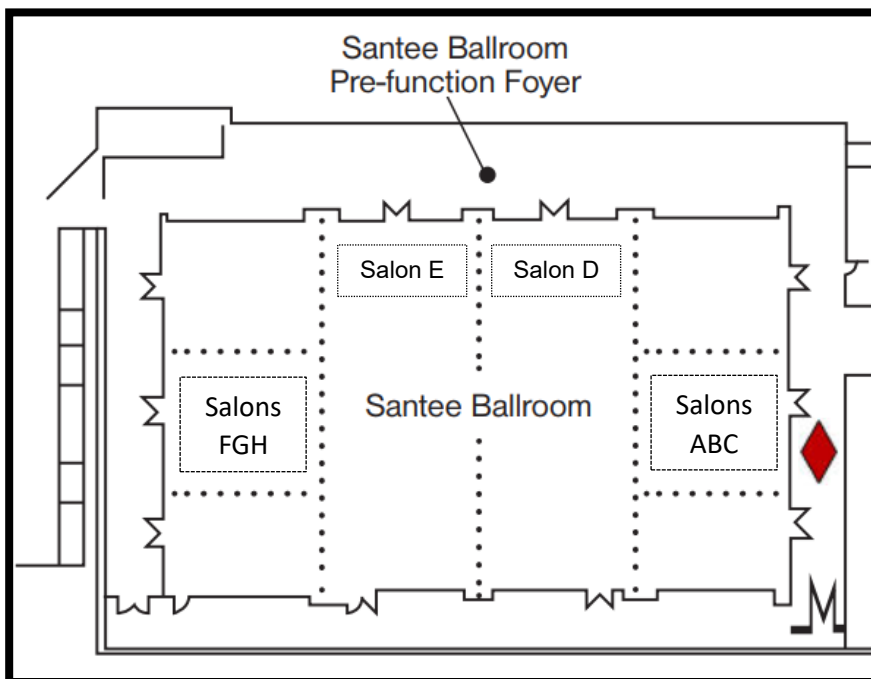 Santee Ballroom
Pre-function Foyer
Salon E
Salon D
Salons
FGH
Santee Ballroom
Salons
ABC